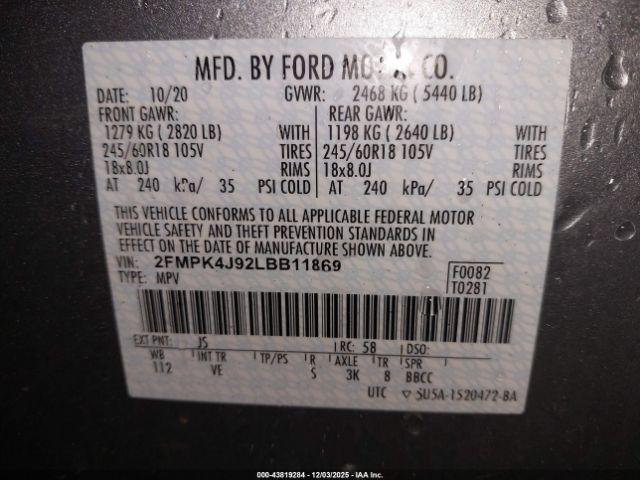 MFD. BY FORD MOTOR CO.
DATE: 10/20 GVWR: 2468 KG ( 5440 LB)
FRONT GAWR: REAR GAWR:
1279 KG ( 2820 LB) WITH 1198 KG ( 2640 LB) WITH
245/60R18 105V TIRES 245/60R18 105V TIRES
18x8.0J RIMS 18x8.0J RIMS
AT 240 kPa/ 35 PSI COLD AT 240 kPa/ 35 PSI COLD
THIS VEHICLE CONFORMS TO ALL APPLICABLE FEDERAL MOTOR
VEHICLE SAFETY AND THEFT PREVENTION STANDARDS IN
EFFECT ON THE DATE OF MANUFACTURE SHOWN ABOVE.
VIN: 2FMPK4J92LBB11869
TYPE: MPV
F0082
T0281
EXT PNT: JS RC: 58 DSO:
WB INT TR TP/PS R AXLE TR SPR
112 VE S 3K 8 BBCC
UTC ▽ 5U5A-1520472-BA
000-43819284 | 12/03/2025 | IAA Inc.